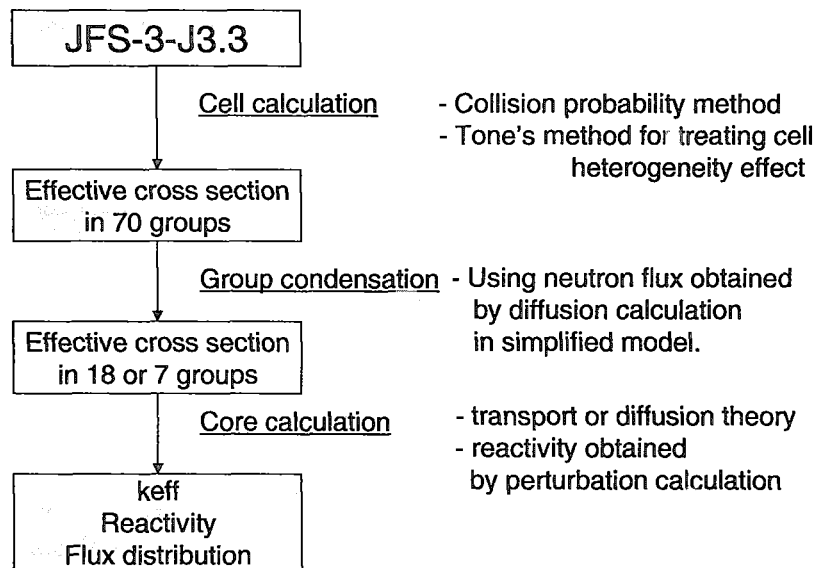 JFS-3-J3.3
Cell calculation
- Collision probability method
- Tone's method for treating cell
heterogeneity effect
Effective cross section
in 70 groups
Group condensation
- Using neutron flux obtained
by diffusion calculation
in simplified model.
Effective cross section
in 18 or 7 groups
Core calculation
- transport or diffusion theory
- reactivity obtained
by perturbation calculation
keff
Reactivity
Flux distribution